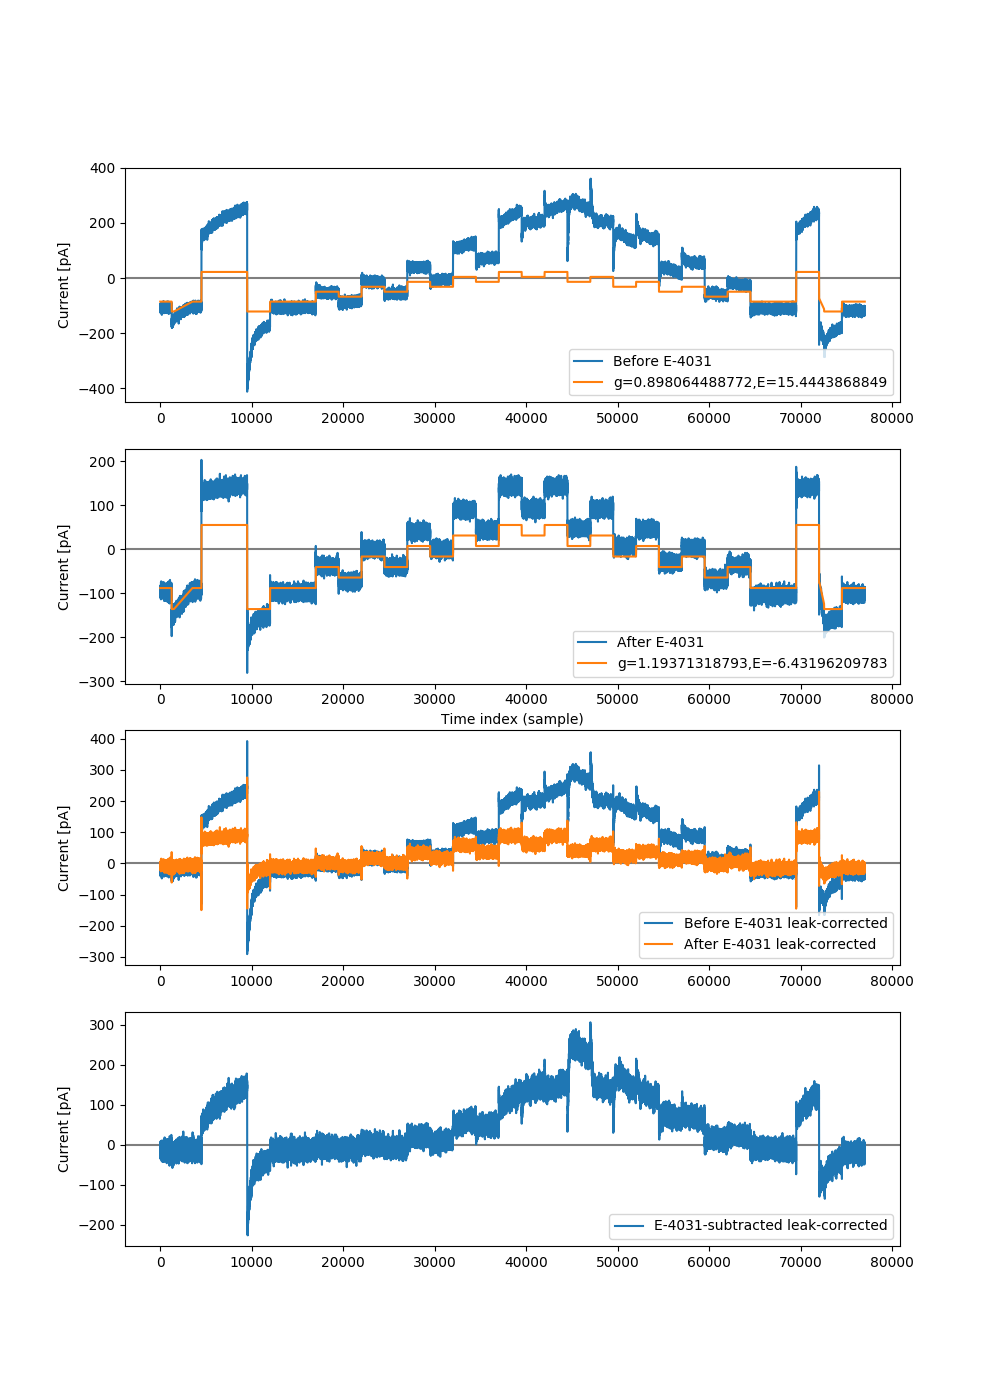 400
200
0
−200
−400
Current [pA]
Before E-4031
g=0.898064488772,E=15.4443868849
0 10000 20000 30000 40000 50000 60000 70000 80000
200
100
0
−100
−200
−300
Current [pA]
After E-4031
g=1.19371318793,E=-6.43196209783
0 10000 20000 30000 40000 50000 60000 70000 80000
Time index (sample)
400
300
200
100
0
−100
−200
−300
Current [pA]
Before E-4031 leak-corrected
After E-4031 leak-corrected
0 10000 20000 30000 40000 50000 60000 70000 80000
300
200
100
0
−100
−200
Current [pA]
E-4031-subtracted leak-corrected
0 10000 20000 30000 40000 50000 60000 70000 80000